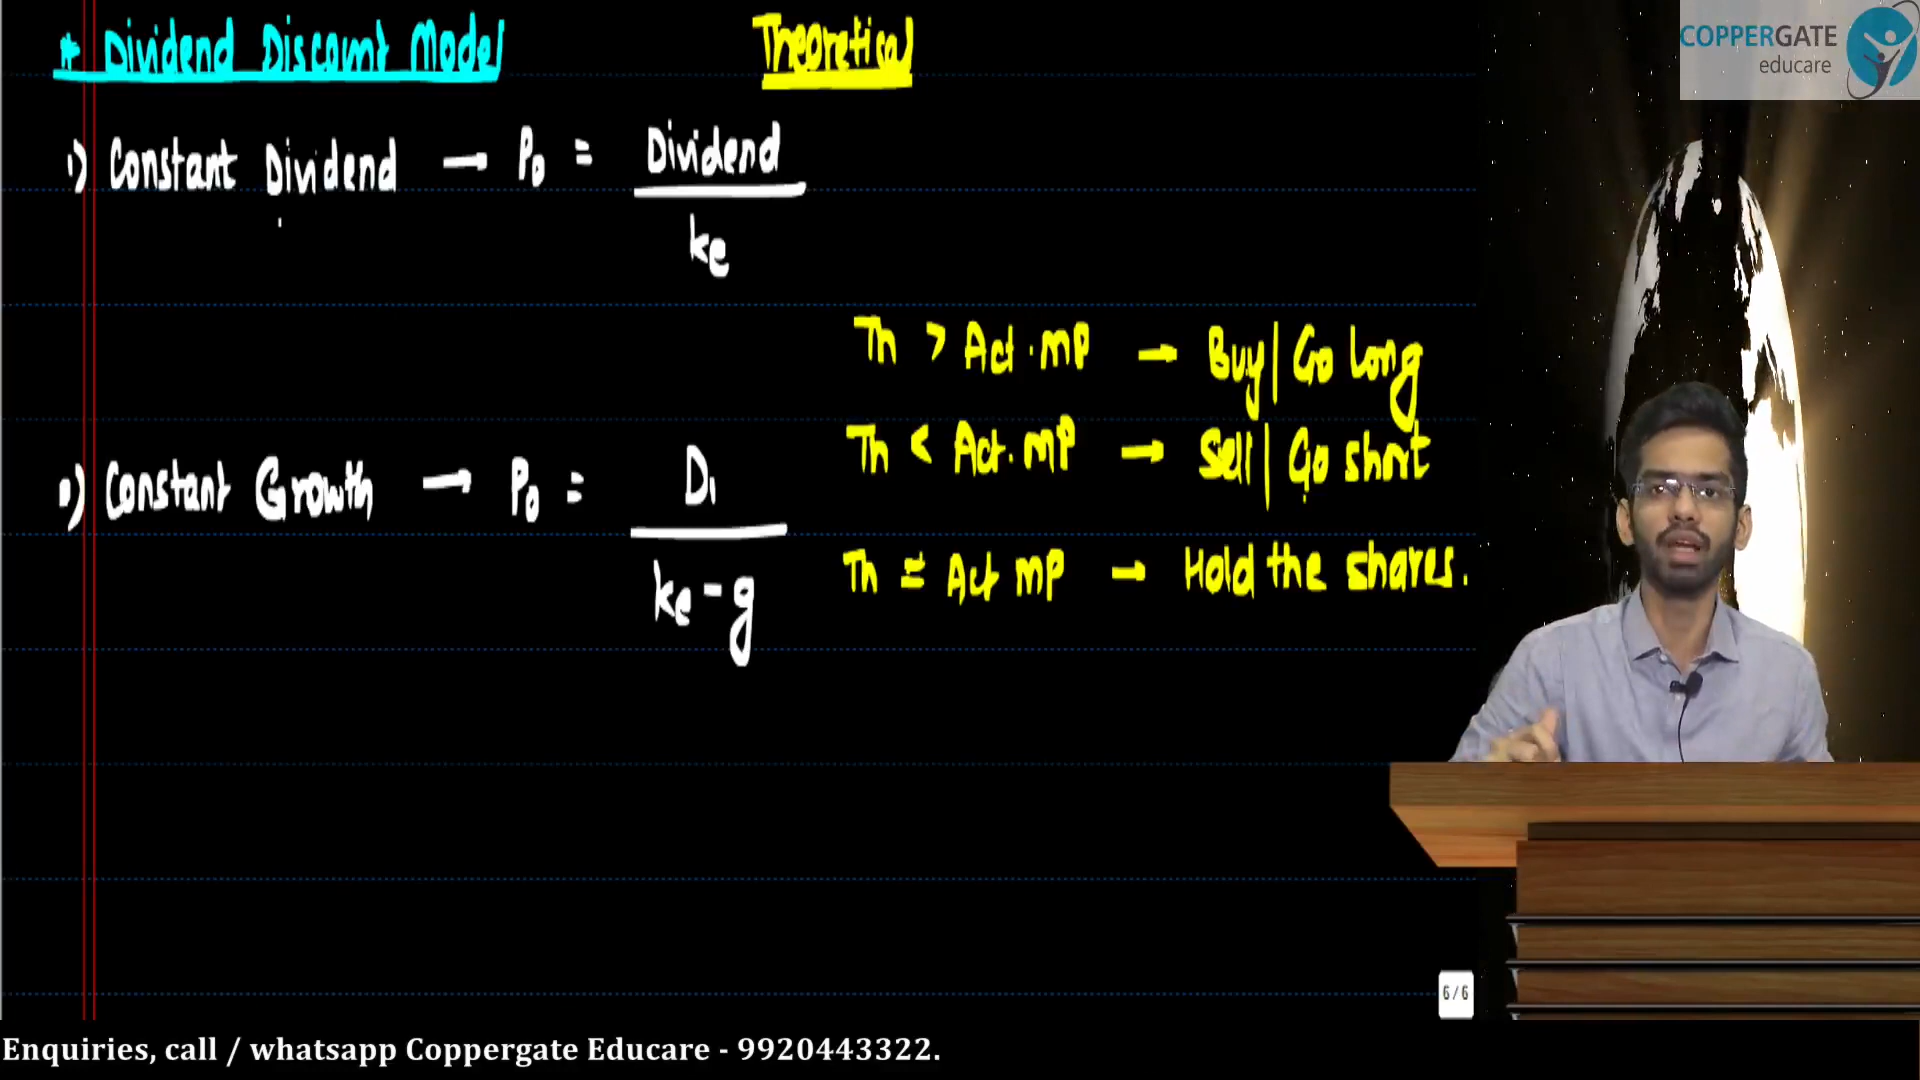 * Dividend Discount Model Theoretical
COPPERGATE
educare
1) Constant Dividend → P0 = Dividend
ke
Th > Act. MP → Buy | Go long
Th < Act. MP → Sell | Go short
) Constant Growth → P0 = D1
ke - g
Th = Act MP → Hold the shares.
6/6
Enquiries, call / whatsapp Coppergate Educare - 9920443322.